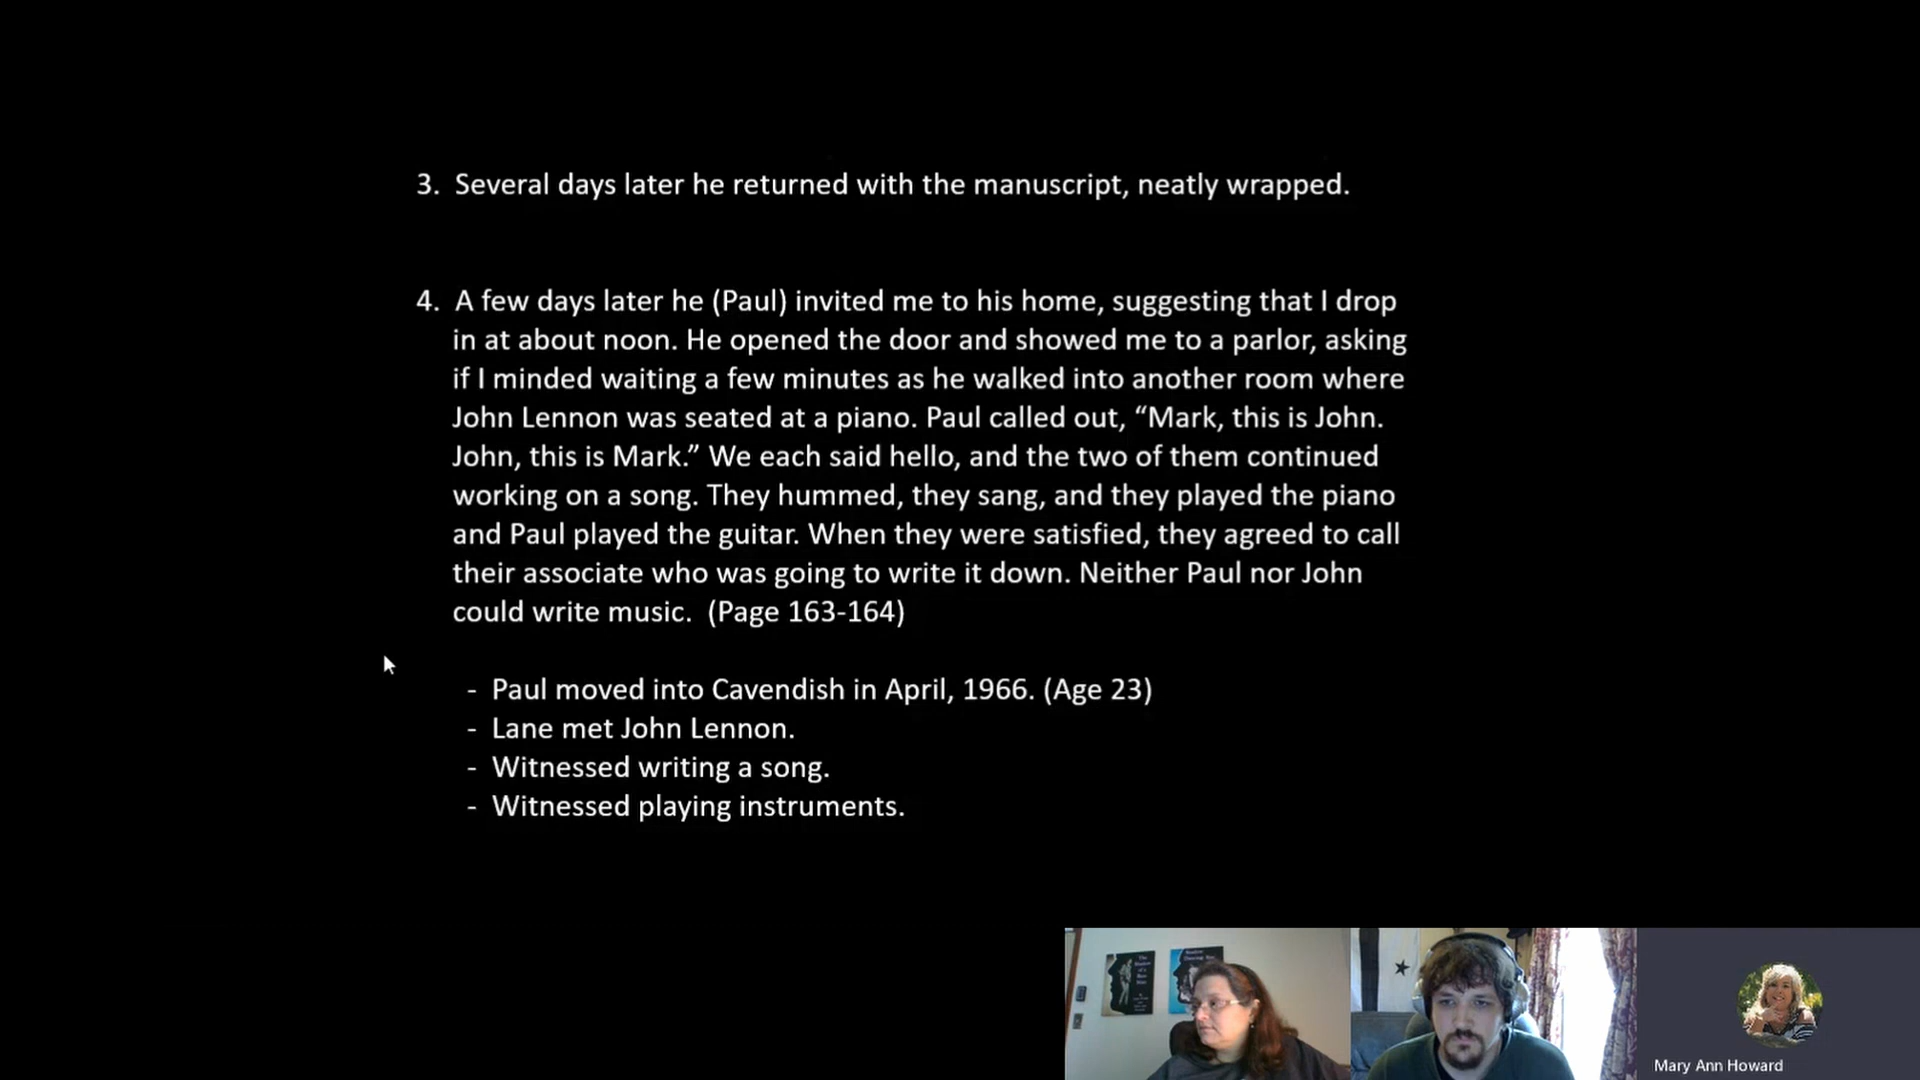 3. Several days later he returned with the manuscript, neatly wrapped.
4. A few days later he (Paul) invited me to his home, suggesting that I drop
in at about noon. He opened the door and showed me to a parlor, asking
if I minded waiting a few minutes as he walked into another room where
John Lennon was seated at a piano. Paul called out, “Mark, this is John.
John, this is Mark.” We each said hello, and the two of them continued
working on a song. They hummed, they sang, and they played the piano
and Paul played the guitar. When they were satisfied, they agreed to call
their associate who was going to write it down. Neither Paul nor John
could write music. (Page 163-164)
- Paul moved into Cavendish in April, 1966. (Age 23)
- Lane met John Lennon.
- Witnessed writing a song.
- Witnessed playing instruments.
Mary Ann Howard